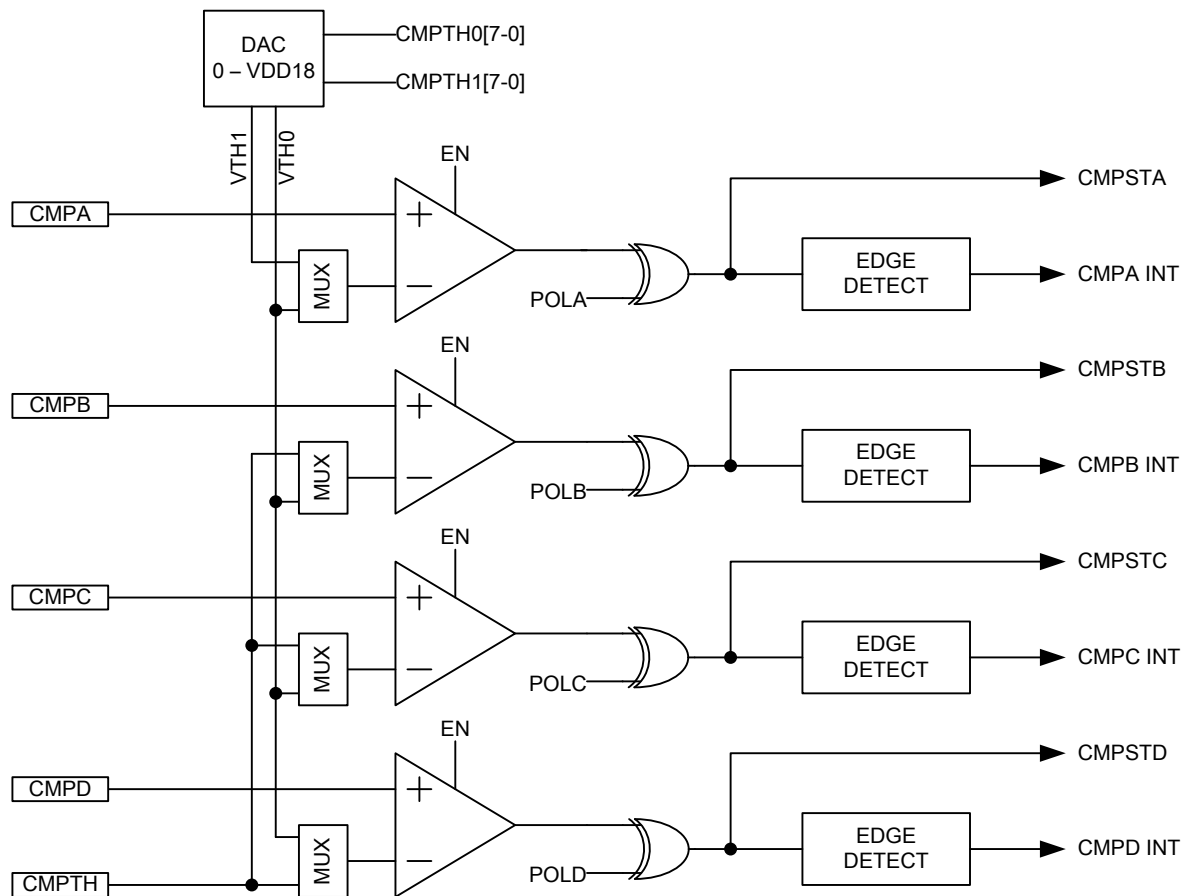 DAC
0 – VDD18
CMPTH0[7-0]
CMPTH1[7-0]
VTH1
VTH0
EN
CMPA
MUX
+
−
POLA
EDGE
DETECT
CMPSTA
CMPA INT
EN
CMPB
MUX
+
−
POLB
EDGE
DETECT
CMPSTB
CMPB INT
EN
CMPC
MUX
+
−
POLC
EDGE
DETECT
CMPSTC
CMPC INT
EN
CMPD
MUX
+
−
POLD
EDGE
DETECT
CMPSTD
CMPD INT
CMPTH